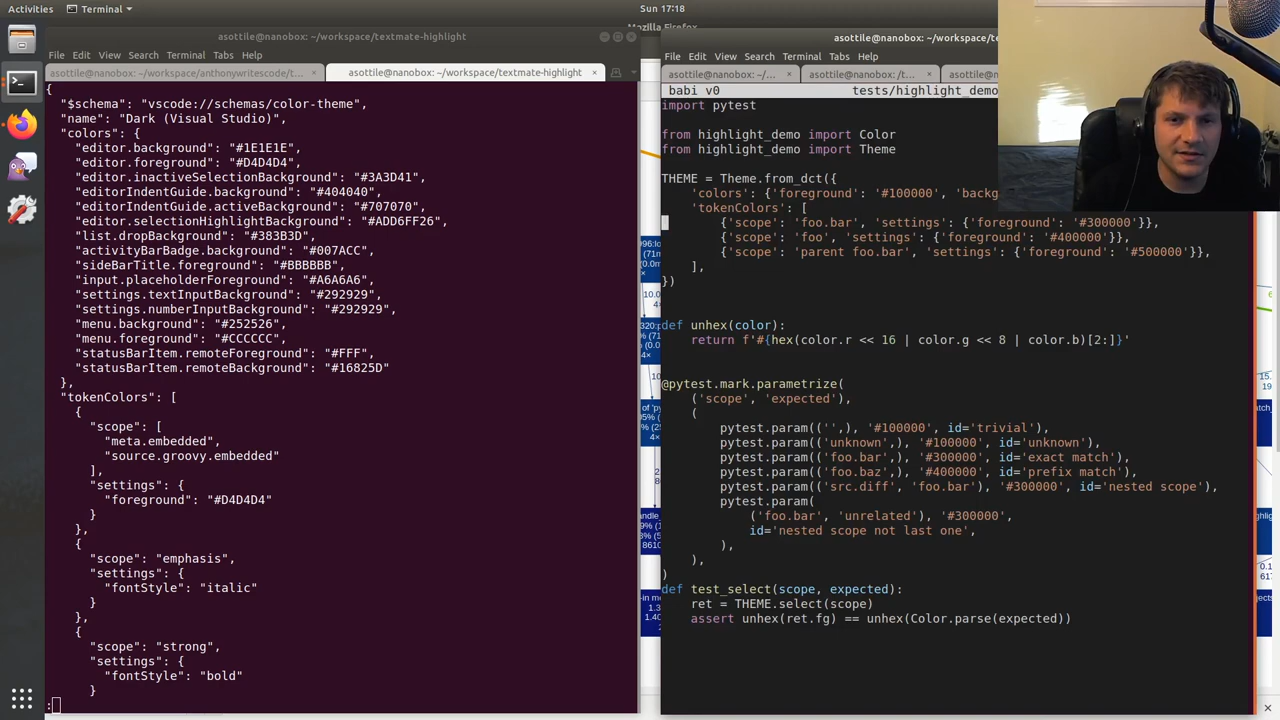 Activities
Terminal
Sun 17:18
Mozilla Firefox
asottile@nanobox: ~/workspace/textmate-highlight
File Edit View Search Terminal Tabs Help
asottile@nanobox: ~/workspace/anthonywritescode/t… ×
asottile@nanobox: ~/workspace/textmate-highlight ×
{
"$schema": "vscode://schemas/color-theme",
"name": "Dark (Visual Studio)",
"colors": {
"editor.background": "#1E1E1E",
"editor.foreground": "#D4D4D4",
"editor.inactiveSelectionBackground": "#3A3D41",
"editorIndentGuide.background": "#404040",
"editorIndentGuide.activeBackground": "#707070",
"editor.selectionHighlightBackground": "#ADD6FF26",
"list.dropBackground": "#383B3D",
"activityBarBadge.background": "#007ACC",
"sideBarTitle.foreground": "#BBBBBB",
"input.placeholderForeground": "#A6A6A6",
"settings.textInputBackground": "#292929",
"settings.numberInputBackground": "#292929",
"menu.background": "#252526",
"menu.foreground": "#CCCCCC",
"statusBarItem.remoteForeground": "#FFF",
"statusBarItem.remoteBackground": "#16825D"
},
"tokenColors": [
{
"scope": [
"meta.embedded",
"source.groovy.embedded"
],
"settings": {
"foreground": "#D4D4D4"
}
},
{
"scope": "emphasis",
"settings": {
"fontStyle": "italic"
}
},
{
"scope": "strong",
"settings": {
"fontStyle": "bold"
}
:
asottile@nanobox: ~/workspace/textmate-h
File Edit View Search Terminal Tabs Help
asottile@nanobox: ~/… ×
asottile@nanobox: /t… ×
asottile@nano
babi v0 tests/highlight_demo
import pytest
from highlight_demo import Color
from highlight_demo import Theme
THEME = Theme.from_dct({
'colors': {'foreground': '#100000', 'backg
'tokenColors': [
{'scope': 'foo.bar', 'settings': {'foreground': '#300000'}},
{'scope': 'foo', 'settings': {'foreground': '#400000'}},
{'scope': 'parent foo.bar', 'settings': {'foreground': '#500000'}},
],
})
def unhex(color):
return f'#{hex(color.r << 16 | color.g << 8 | color.b)[2:]}'
@pytest.mark.parametrize(
('scope', 'expected'),
(
pytest.param(('',), '#100000', id='trivial'),
pytest.param(('unknown',), '#100000', id='unknown'),
pytest.param(('foo.bar',), '#300000', id='exact match'),
pytest.param(('foo.baz',), '#400000', id='prefix match'),
pytest.param(('src.diff', 'foo.bar'), '#300000', id='nested scope'),
pytest.param(
('foo.bar', 'unrelated'), '#300000',
id='nested scope not last one',
),
),
)
def test_select(scope, expected):
ret = THEME.select(scope)
assert unhex(ret.fg) == unhex(Color.parse(expected))